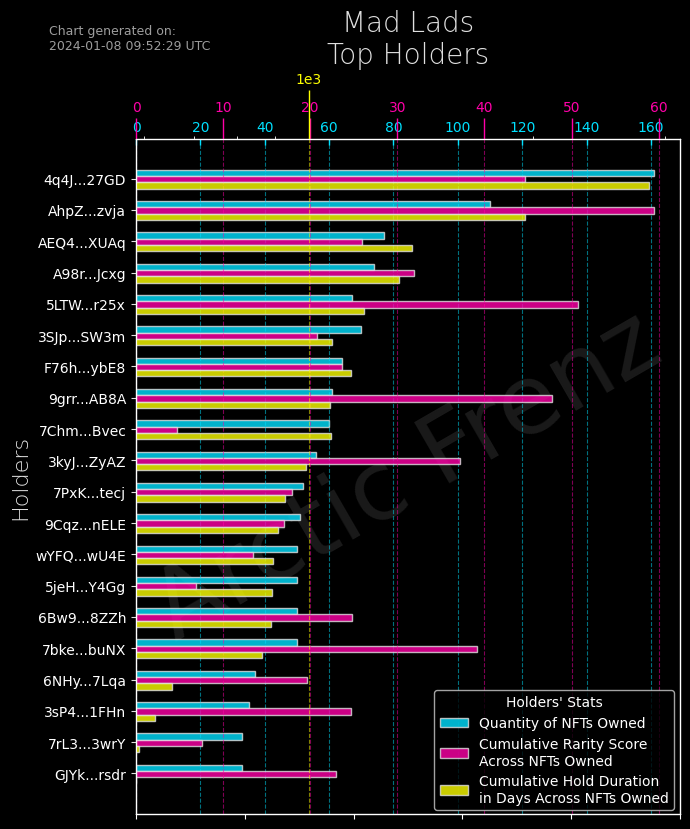 Chart generated on:
2024-01-08 09:52:29 UTC
Mad Lads
Top Holders
1e3
0 10 20 30 40 50 60
20 40 60 80 100 120 140 160
Holders
4q4J...27GD
AhpZ...zvja
AEQ4...XUAq
A98r...Jcxg
5LTW...r25x
3SJp...SW3m
F76h...ybE8
9grr...AB8A
7Chm...Bvec
3kyJ...ZyAZ
7PxK...tecj
9Cqz...nELE
wYFQ...wU4E
5jeH...Y4Gg
6Bw9...8ZZh
7bke...buNX
6NHy...7Lqa
3sP4...1FHn
7rL3...3wrY
GJYk...rsdr
Arctic Frenz
Holders' Stats
Quantity of NFTs Owned
Cumulative Rarity Score
Across NFTs Owned
Cumulative Hold Duration
in Days Across NFTs Owned